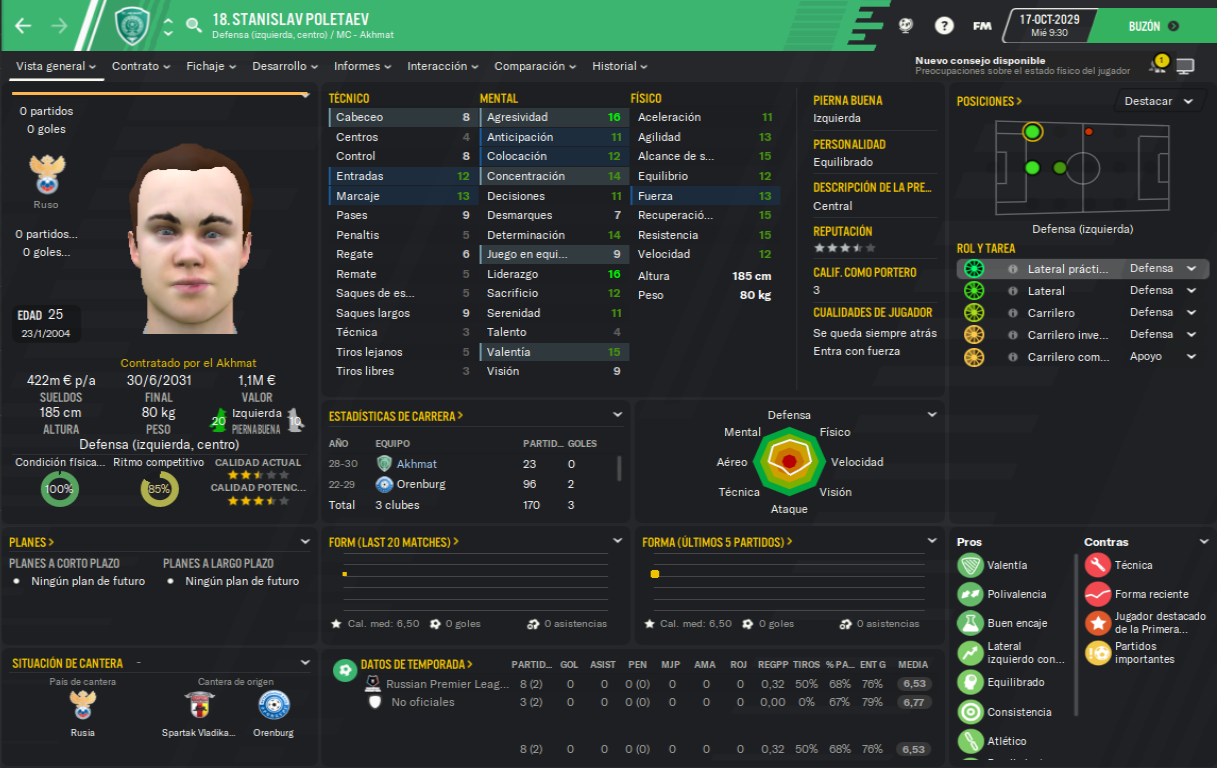 18. STANISLAV POLETAEV
Defensa (izquierda, centro) / MC - Akhmat
?
FM
17-OCT-2029
Mié 9:30
BUZÓN
Vista general
Contrato
Fichaje
Desarrollo
Informes
Interacción
Comparación
Historial
Nuevo consejo disponible
Preocupaciones sobre el estado físico del jugador
1
0 partidos
0 goles
Ruso
0 partidos...
0 goles...
EDAD 25
23/1/2004
Contratado por el Akhmat
422m € p/a
30/6/2031
1,1M €
SUELDOS
FINAL
VALOR
185 cm
80 kg
20
Izquierda
10
ALTURA
PESO
PIERNA BUENA
Defensa (izquierda, centro)
Condición física...
Ritmo competitivo
CALIDAD ACTUAL
100%
85%
CALIDAD POTENC...
TÉCNICO
Cabeceo 8
Centros 4
Control 8
Entradas 12
Marcaje 13
Pases 9
Penaltis 5
Regate 6
Remate 5
Saques de es... 5
Saques largos 9
Técnica 3
Tiros lejanos 5
Tiros libres 3
MENTAL
Agresividad 16
Anticipación 11
Colocación 12
Concentración 14
Decisiones 11
Desmarques 7
Determinación 14
Juego en equi... 9
Liderazgo 16
Sacrificio 12
Serenidad 11
Talento 4
Valentía 15
Visión 9
FÍSICO
Aceleración 11
Agilidad 13
Alcance de s... 15
Equilibrio 12
Fuerza 13
Recuperació... 15
Resistencia 15
Velocidad 12
Altura 185 cm
Peso 80 kg
PIERNA BUENA
Izquierda
PERSONALIDAD
Equilibrado
DESCRIPCIÓN DE LA PRE...
Central
REPUTACIÓN
CALIF. COMO PORTERO
3
CUALIDADES DE JUGADOR
Se queda siempre atrás
Entra con fuerza
POSICIONES
Destacar
Defensa (izquierda)
ROL Y TAREA
Lateral prácti... Defensa
Lateral Defensa
Carrilero Defensa
Carrilero inve... Defensa
Carrilero com... Apoyo
ESTADÍSTICAS DE CARRERA
AÑO EQUIPO PARTID... GOLES
28-30 Akhmat 23 0
22-29 Orenburg 96 2
Total 3 clubes 170 3
Defensa
Mental
Físico
Aéreo
Velocidad
Técnica
Visión
Ataque
PLANES
PLANES A CORTO PLAZO
PLANES A LARGO PLAZO
Ningún plan de futuro
Ningún plan de futuro
FORM (LAST 20 MATCHES)
Cal. med: 6,50
0 goles
0 asistencias
FORMA (ÚLTIMOS 5 PARTIDOS)
Cal. med: 6,50
0 goles
0 asistencias
Pros
Valentía
Polivalencia
Buen encaje
Lateral
izquierdo con...
Equilibrado
Consistencia
Atlético
Contras
Técnica
Forma reciente
Jugador destacado
de la Primera...
Partidos
importantes
SITUACIÓN DE CANTERA -
País de cantera
Cantera de origen
Rusia
Spartak Vladika...
Orenburg
DATOS DE TEMPORADA PARTID... GOL ASIST PEN MJP AMA ROJ REGPP TIROS % PA... ENT G MEDIA
Russian Premier Leag... 8 (2) 0 0 0 (0) 0 0 0 0,32 50% 68% 76% 6,53
No oficiales 3 (2) 0 0 0 (0) 0 0 0 0,00 0% 67% 79% 6,77
8 (2) 0 0 0 (0) 0 0 0 0,32 50% 68% 76% 6,53